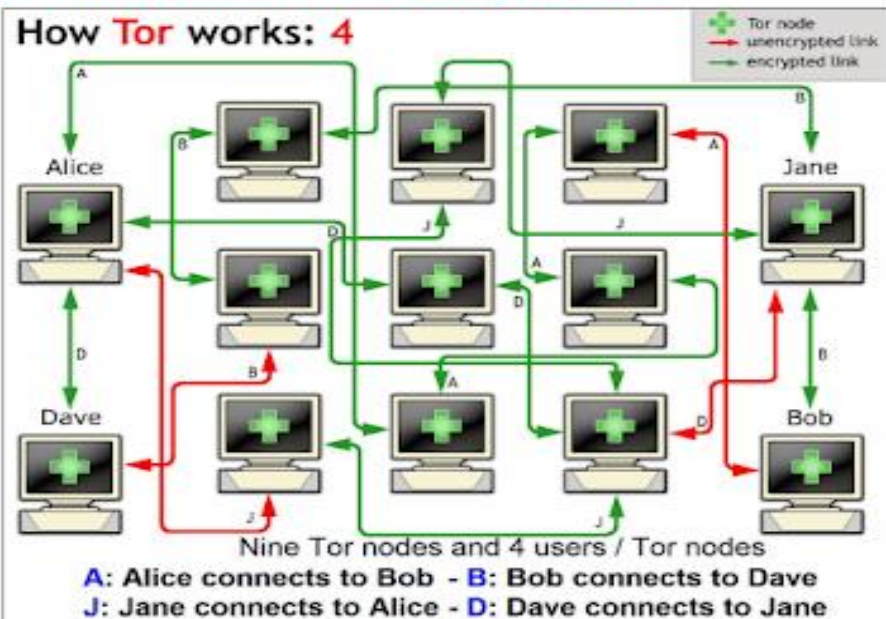 How Tor works: 4
Tor node
unencrypted link
encrypted link
A
B
Alice
B
A
Jane
J
D
J
A
D
D
B
B
A
Dave
D
Bob
J
J
Nine Tor nodes and 4 users / Tor nodes
A: Alice connects to Bob - B: Bob connects to Dave
J: Jane connects to Alice - D: Dave connects to Jane